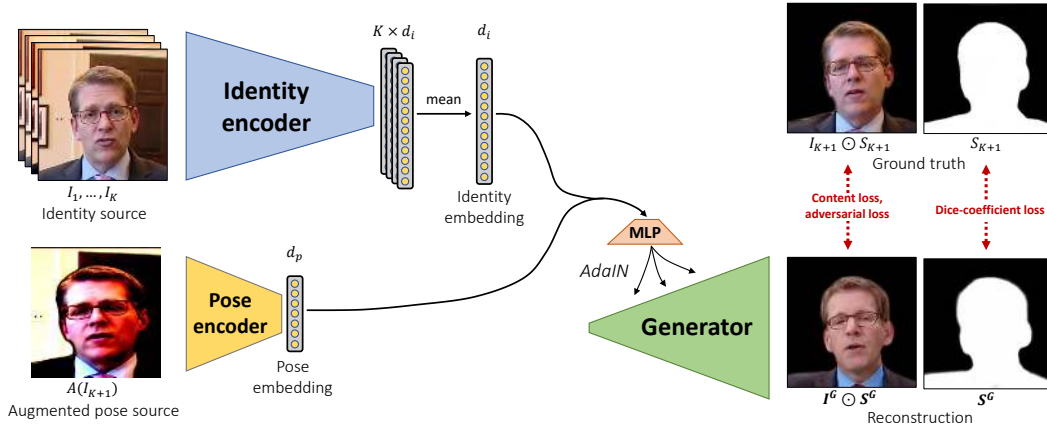 I_1, ..., I_K
Identity source
Identity
encoder
K × d_i
mean
d_i
Identity
embedding
A(I_{K+1})
Augmented pose source
Pose
encoder
d_p
Pose
embedding
MLP
AdaIN
Generator
I_{K+1} ⊙ S_{K+1}
S_{K+1}
Ground truth
Content loss,
adversarial loss
Dice-coefficient loss
I^G ⊙ S^G
S^G
Reconstruction